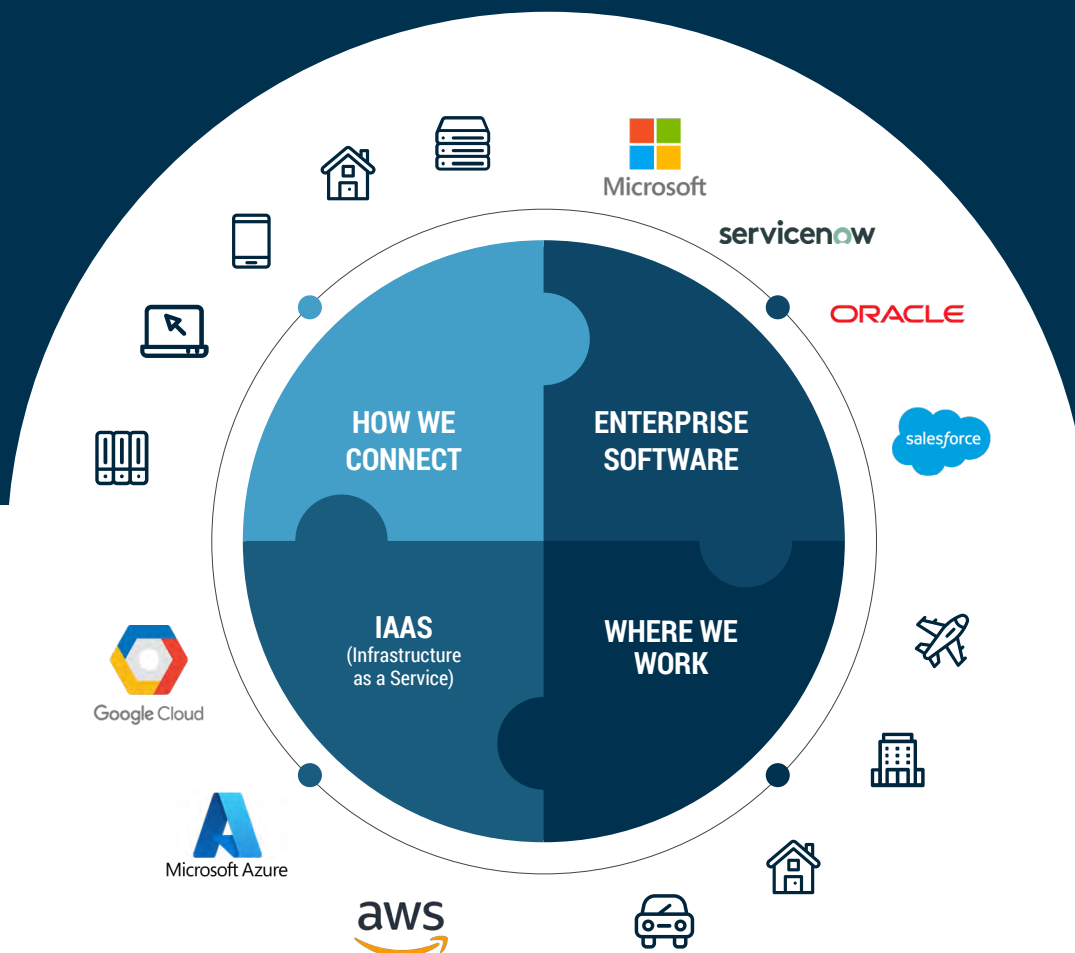 Microsoft
servicenow
ORACLE
salesforce
HOW WE
CONNECT
ENTERPRISE
SOFTWARE
IAAS
(Infrastructure
as a Service)
WHERE WE
WORK
Google Cloud
Microsoft Azure
aws